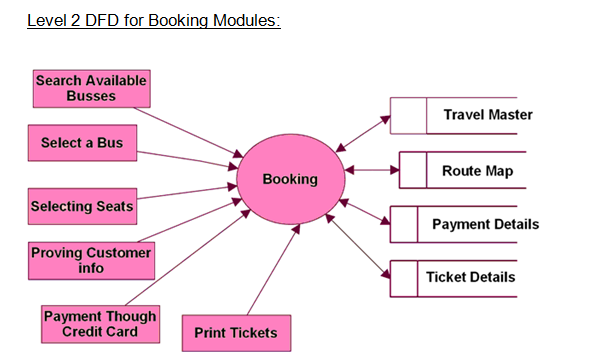 Level 2 DFD for Booking Modules:
Search Available
Busses
Select a Bus
Selecting Seats
Proving Customer
info
Payment Though
Credit Card
Print Tickets
Booking
Travel Master
Route Map
Payment Details
Ticket Details